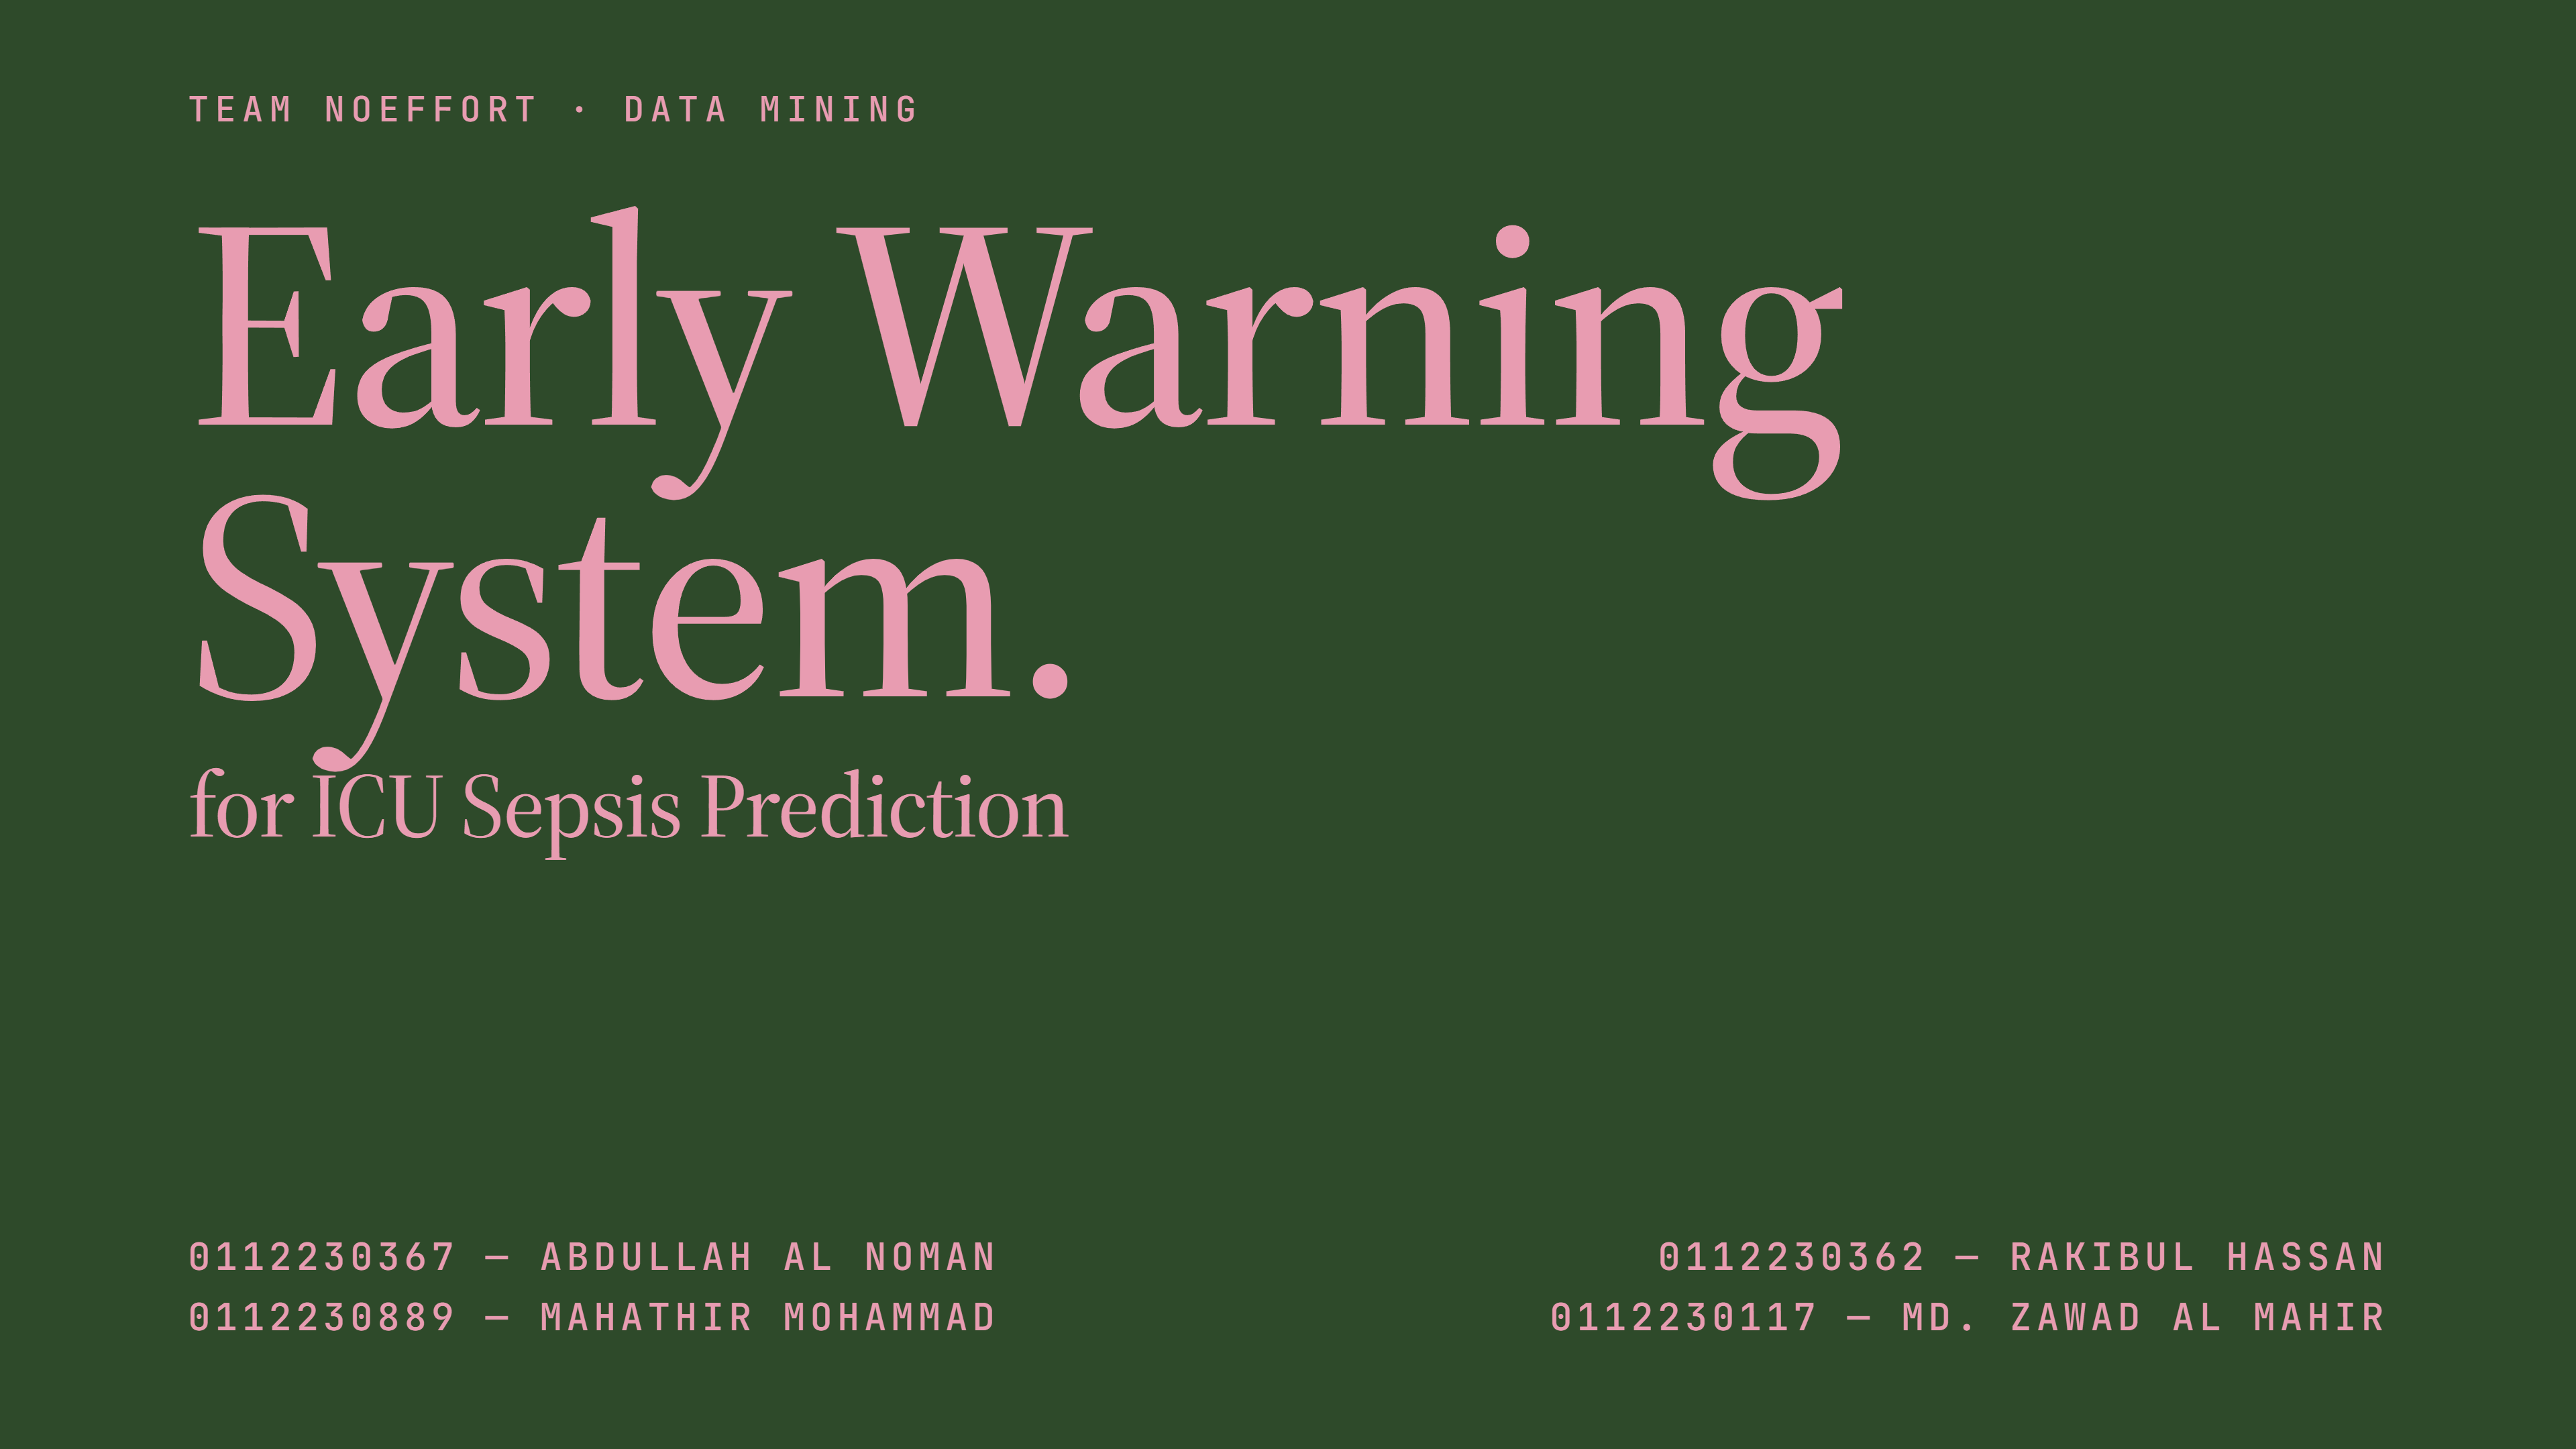 TEAM NOEFFORT · DATA MINING
Early Warning
System.
for ICU Sepsis Prediction
0112230367 — ABDULLAH AL NOMAN
0112230889 — MAHATHIR MOHAMMAD
0112230362 — RAKIBUL HASSAN
0112230117 — MD. ZAWAD AL MAHIR